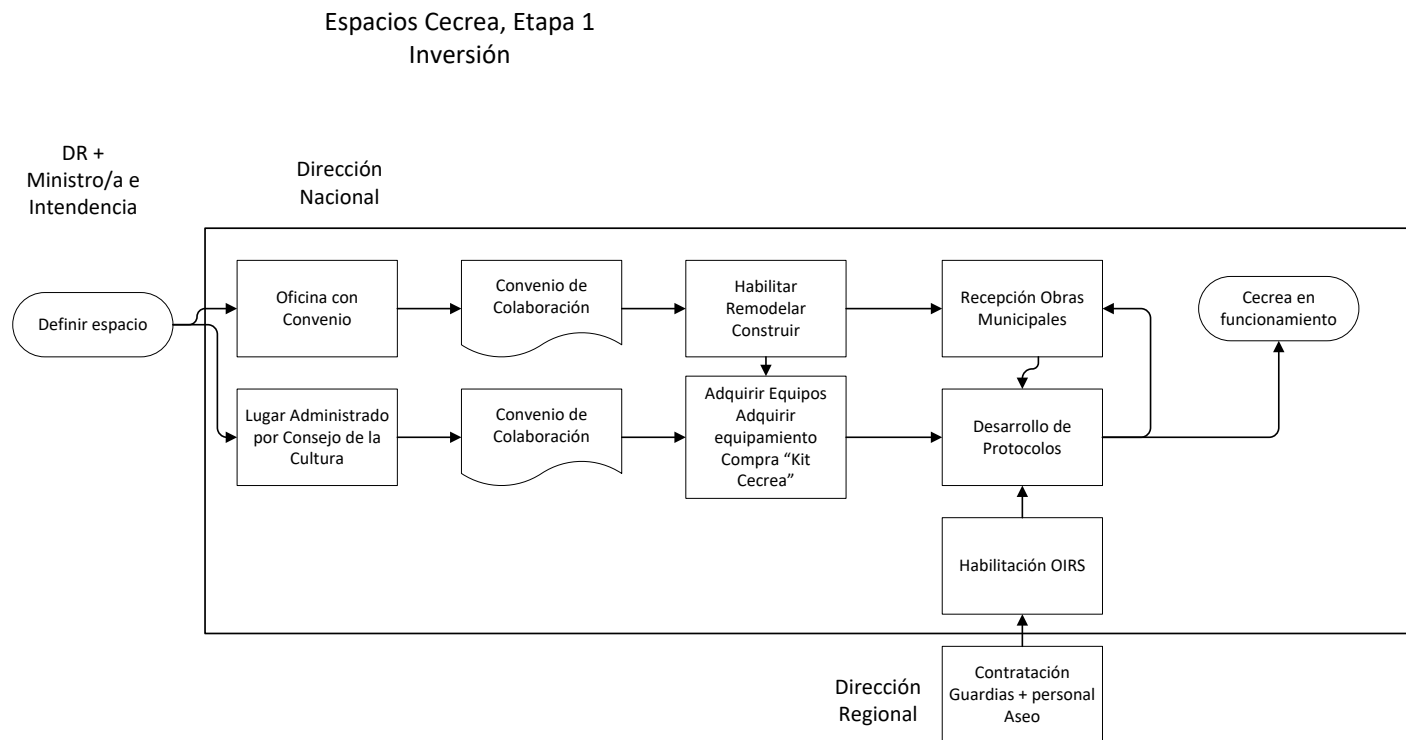 Espacios Cecrea, Etapa 1
Inversión
DR +
Ministro/a e
Intendencia
Dirección
Nacional
Definir espacio
Oficina con
Convenio
Convenio de
Colaboración
Habilitar
Remodelar
Construir
Recepción Obras
Municipales
Cecrea en
funcionamiento
Lugar Administrado
por Consejo de la
Cultura
Convenio de
Colaboración
Adquirir Equipos
Adquirir
equipamiento
Compra “Kit
Cecrea”
Desarrollo de
Protocolos
Habilitación OIRS
Dirección
Regional
Contratación
Guardias + personal
Aseo